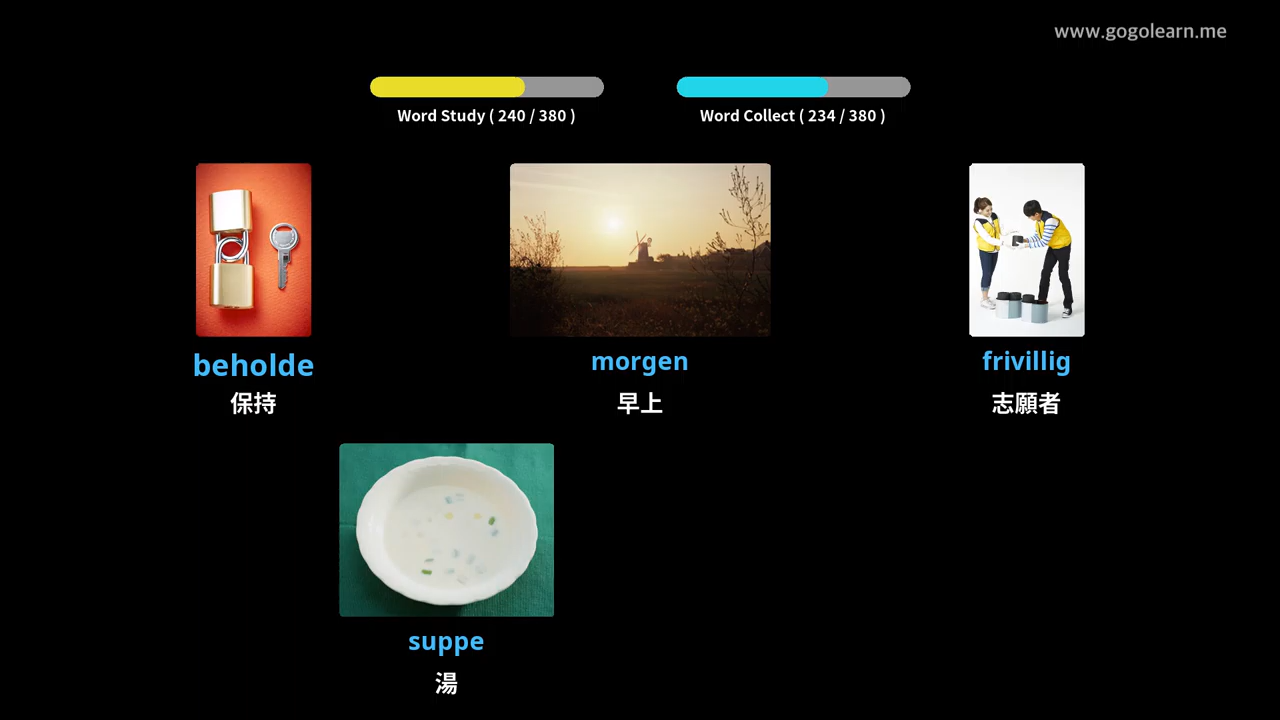 www.gogolearn.me
Word Study ( 240 / 380 )
Word Collect ( 234 / 380 )
beholde
保持
morgen
早上
frivillig
志願者
suppe
湯